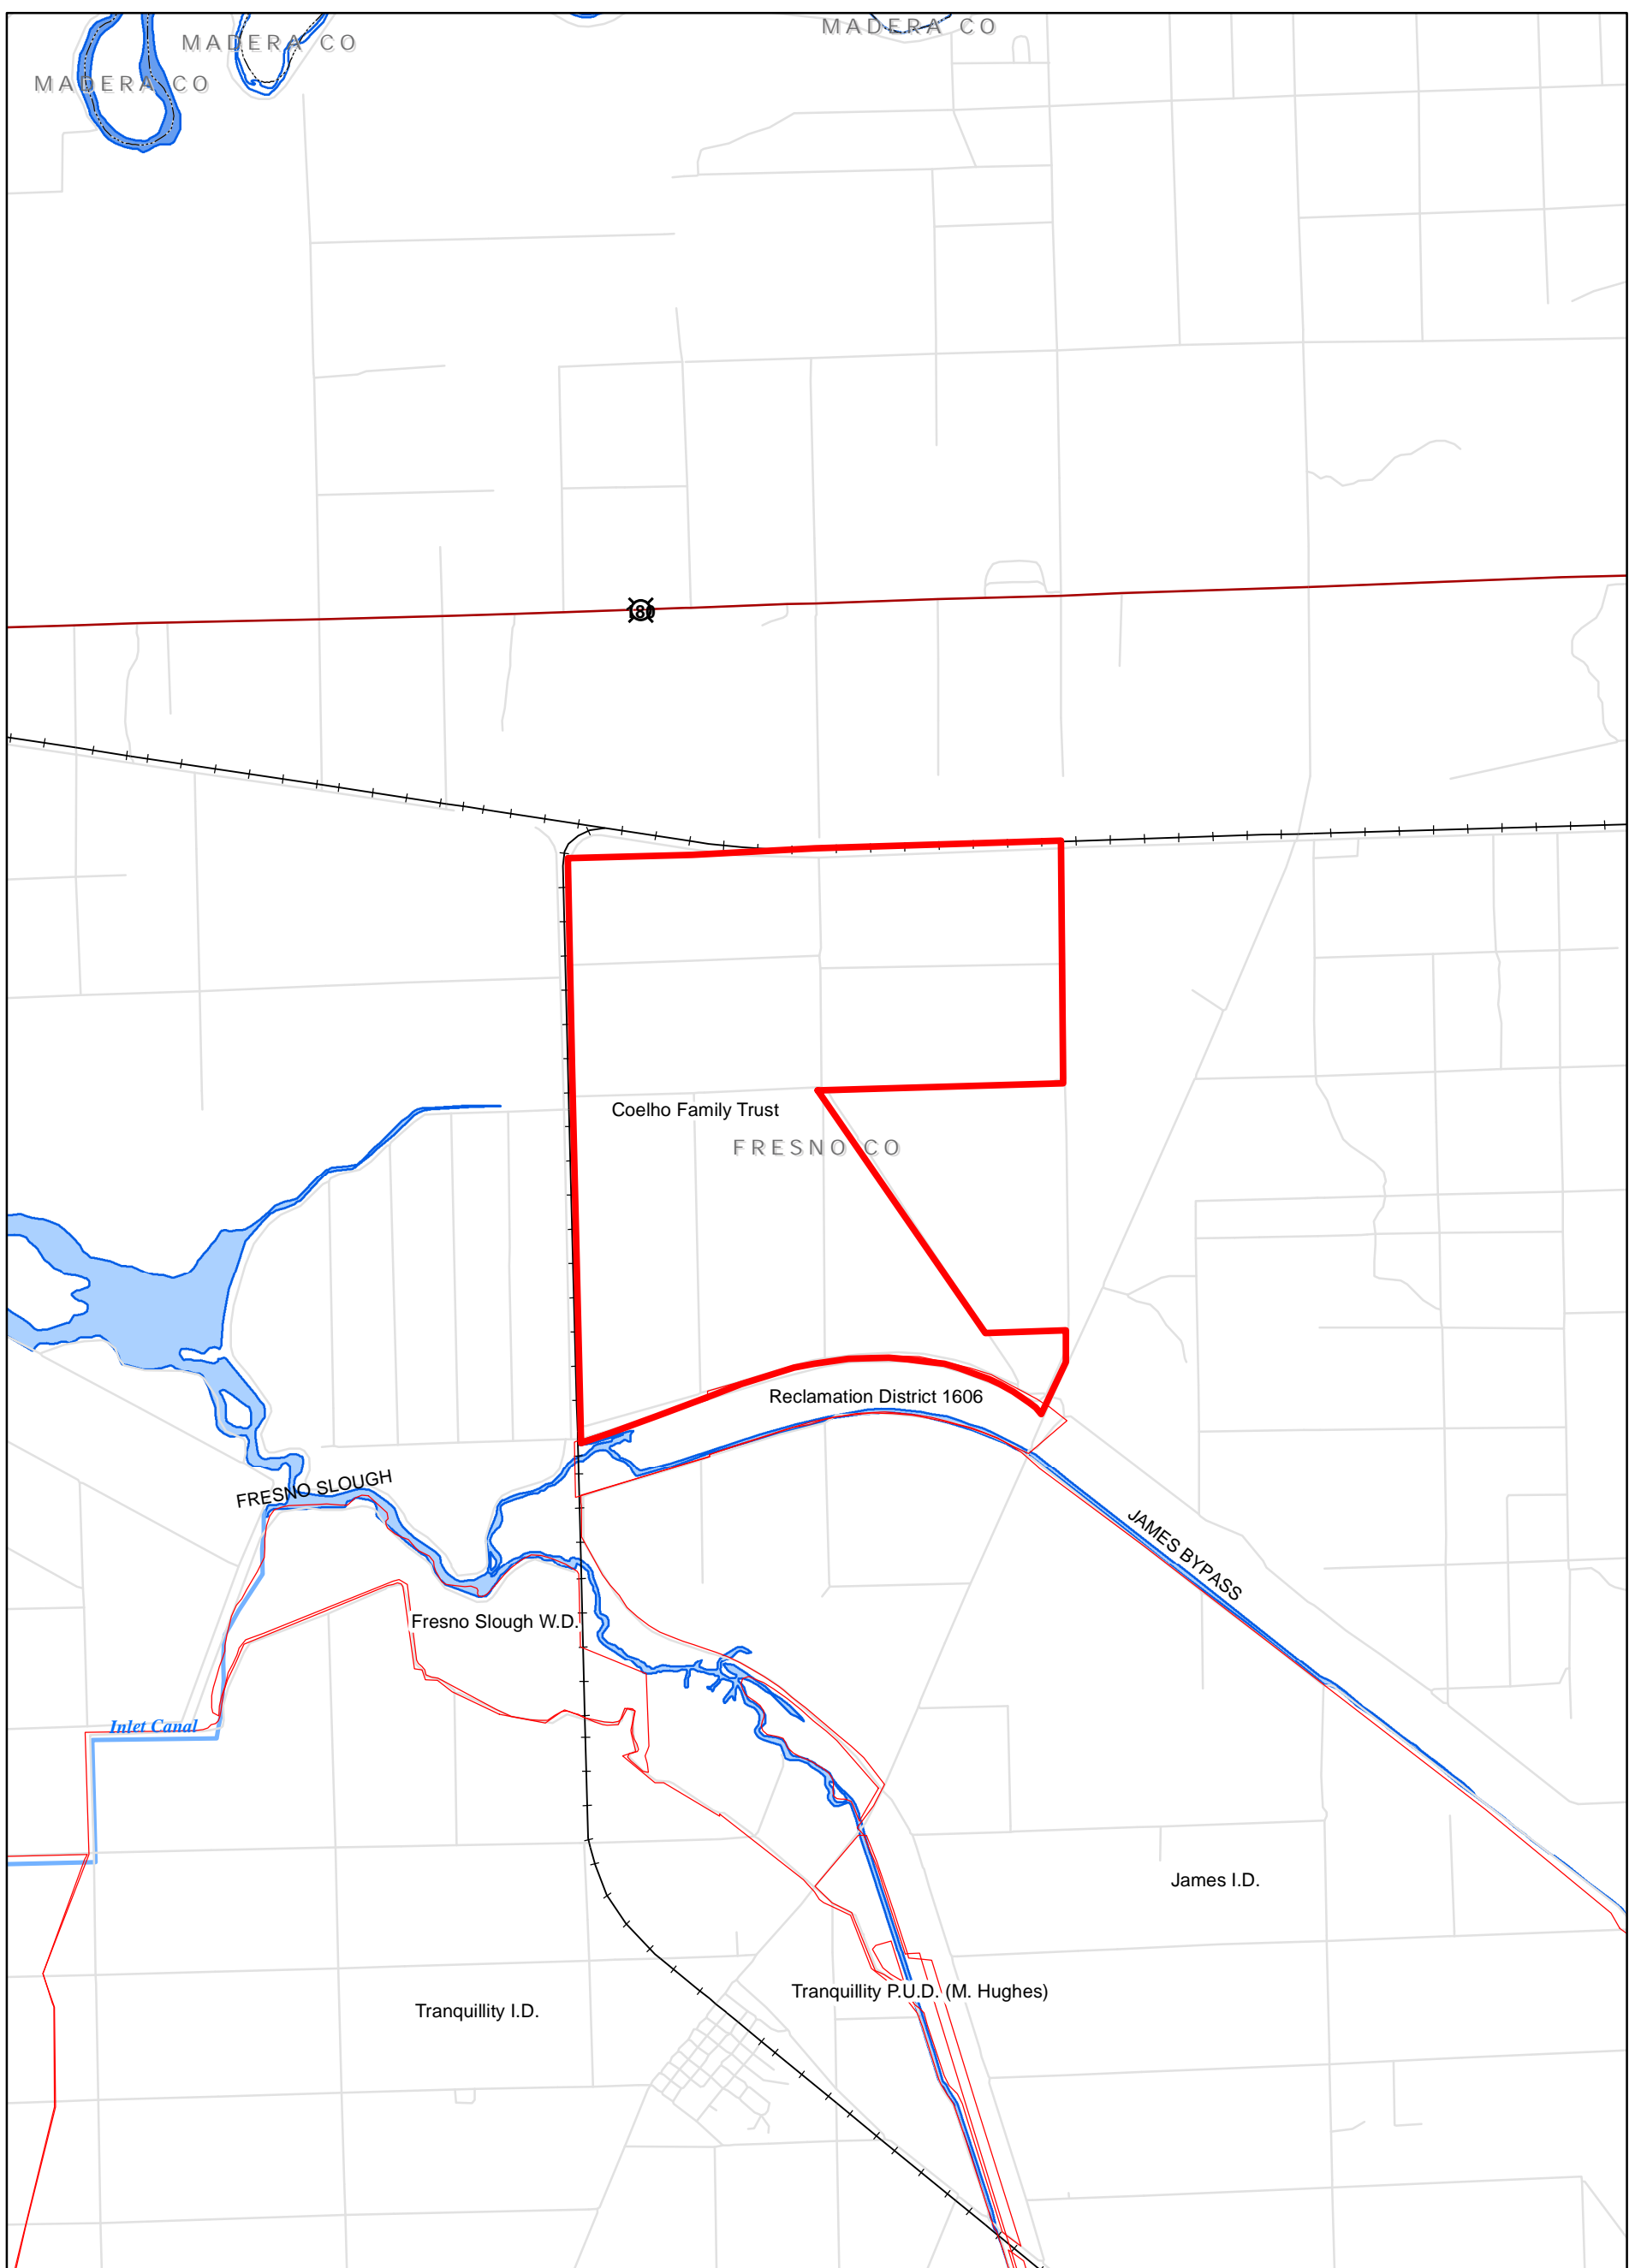 MADERA CO
MADERA CO
MADERA CO
180
Coelho Family Trust
FRESNO CO
Reclamation District 1606
FRESNO SLOUGH
JAMES BYPASS
Fresno Slough W.D.
Inlet Canal
James I.D.
Tranquillity P.U.D. (M. Hughes)
Tranquillity I.D.